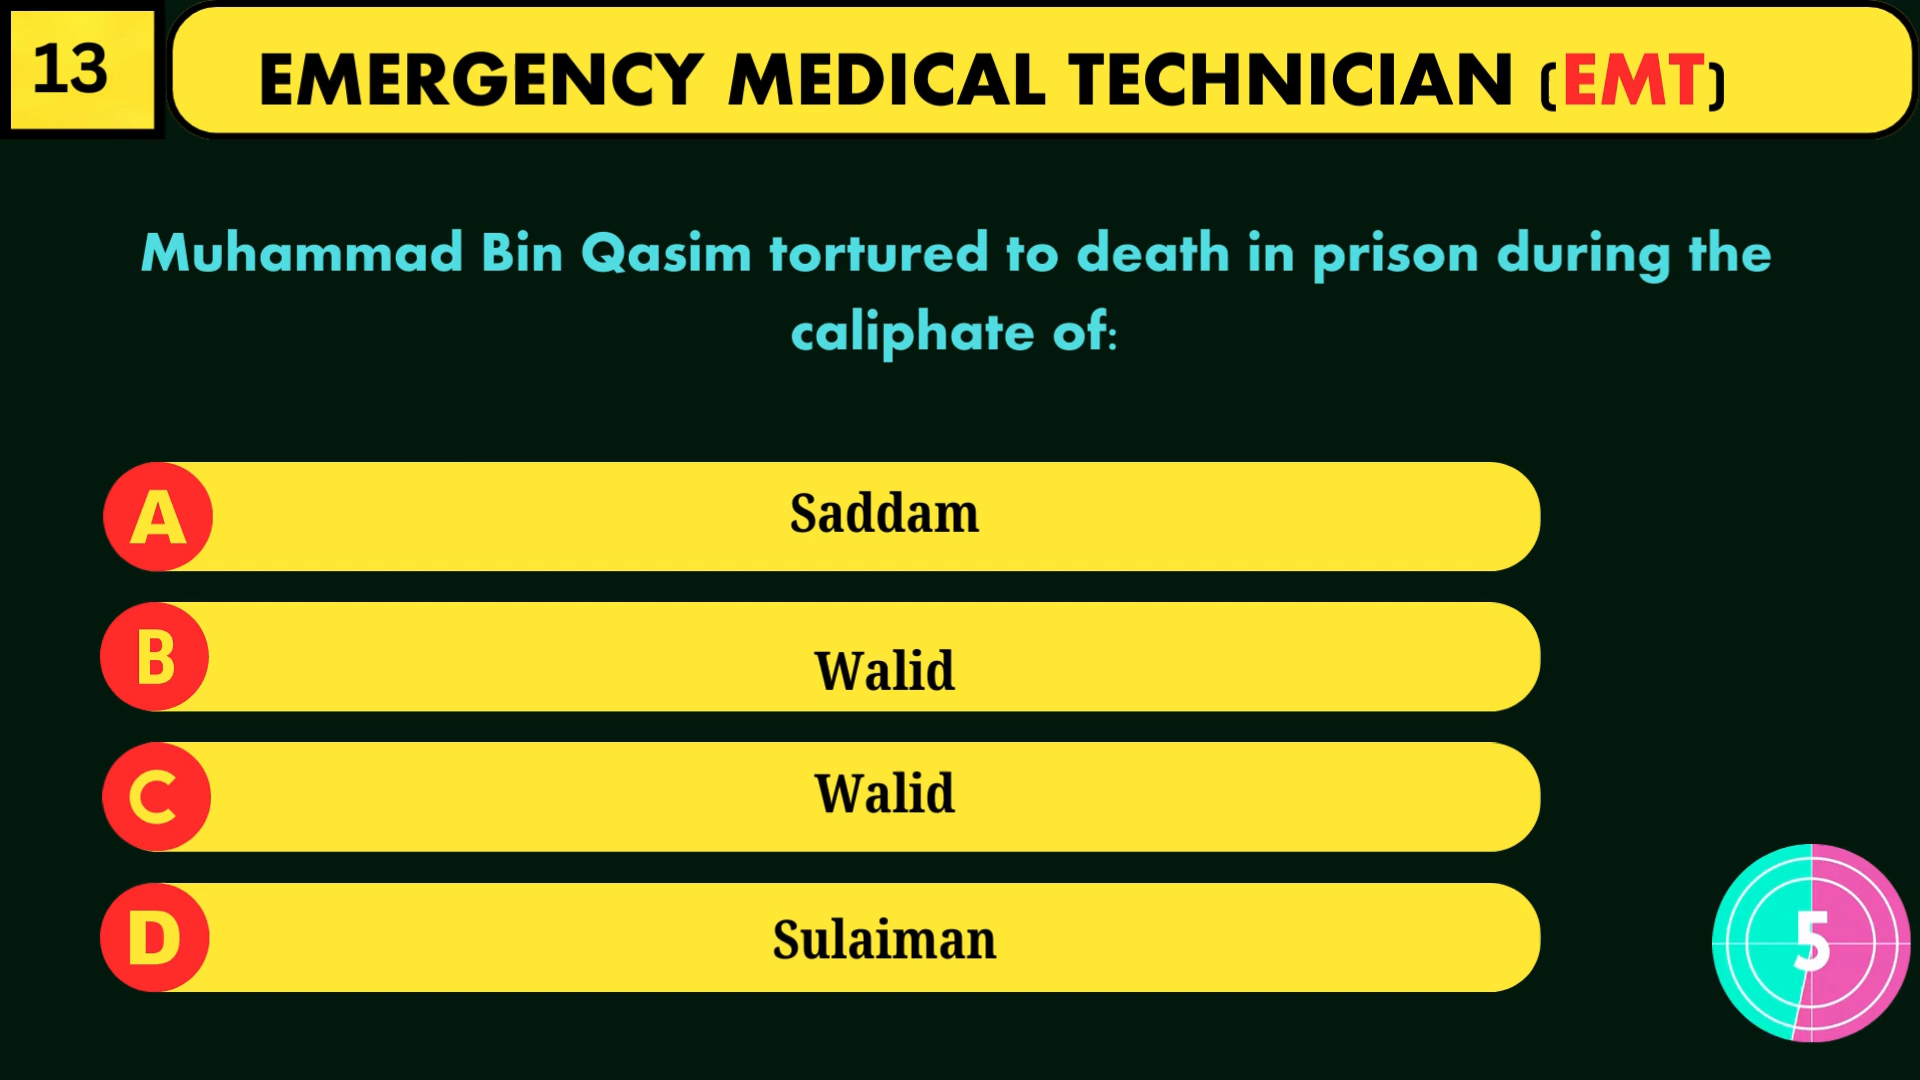 13
EMERGENCY MEDICAL TECHNICIAN (EMT)
Muhammad Bin Qasim tortured to death in prison during the
caliphate of:
A Saddam
B Walid
C Walid
D Sulaiman
5